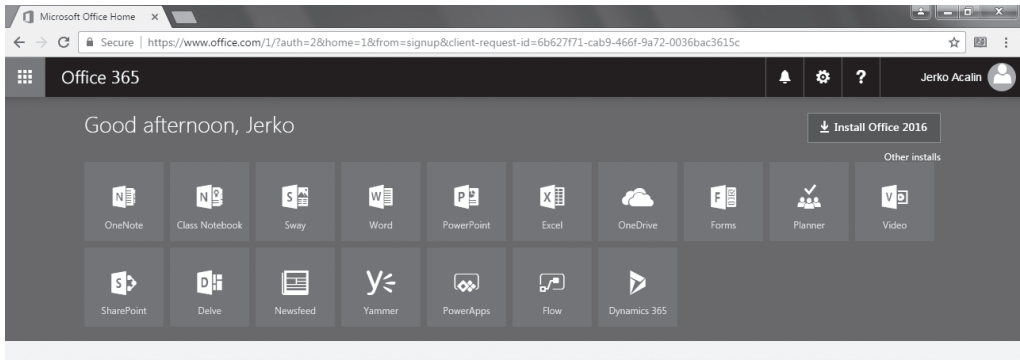 Microsoft Office Home
Secure | https://www.office.com/1/?auth=2&home=1&from=signup&client-request-id=6b627f71-cab9-466f-9a72-0036bac3615c
Office 365 ? Jerko Acalin
Good afternoon, Jerko
Install Office 2016
Other installs
N S W P X F V
OneNote Class Notebook Sway Word PowerPoint Excel OneDrive Forms Planner Video
S D Y
SharePoint Delve Newsfeed Yammer PowerApps Flow Dynamics 365